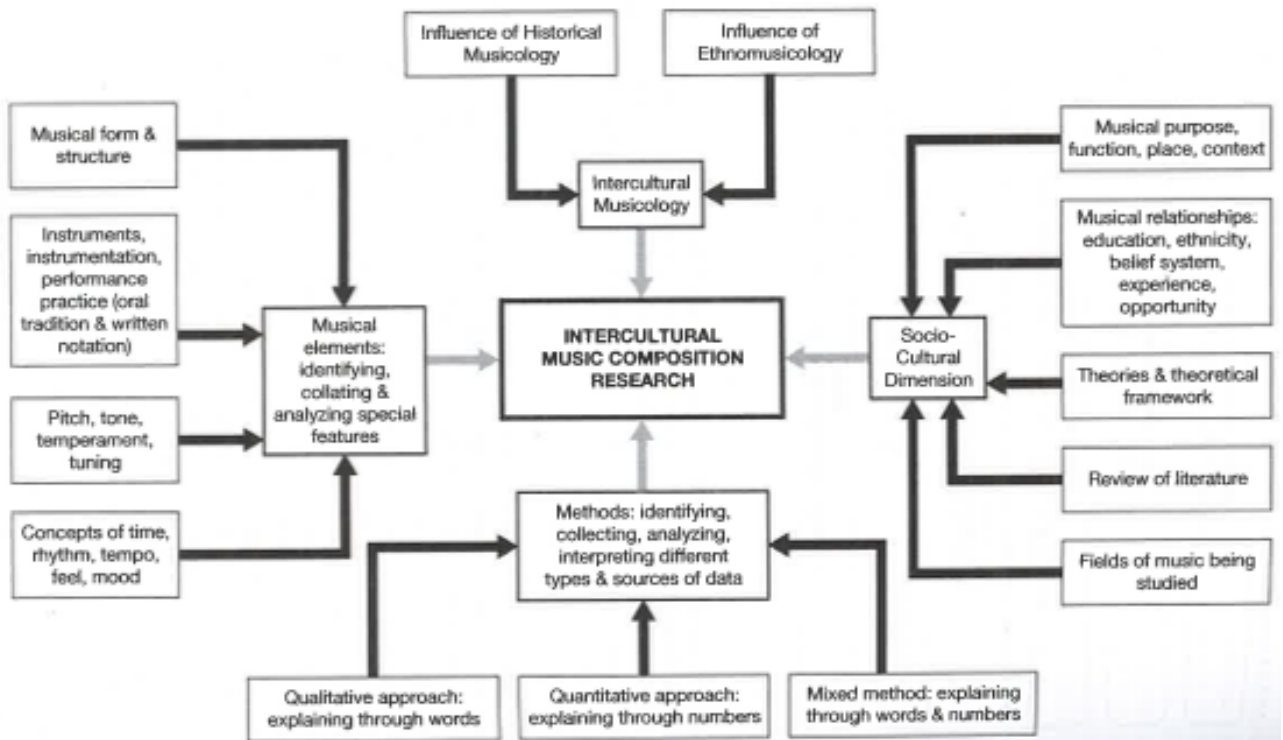 Influence of Historical
Musicology
Influence of
Ethnomusicology
Musical form &
structure
Intercultural
Musicology
Musical purpose,
function, place, context
Instruments,
instrumentation,
performance
practice (oral
tradition & written
notation)
Musical relationships:
education, ethnicity,
belief system,
experience,
opportunity
Musical
elements:
identifying,
collating &
analyzing special
features
INTERCULTURAL
MUSIC COMPOSITION
RESEARCH
Socio-
Cultural
Dimension
Theories & theoretical
framework
Pitch, tone,
temperament,
tuning
Review of literature
Concepts of time,
rhythm, tempo,
feel, mood
Methods: identifying,
collecting, analyzing,
interpreting different
types & sources of data
Fields of music being
studied
Qualitative approach:
explaining through words
Quantitative approach:
explaining through numbers
Mixed method: explaining
through words & numbers